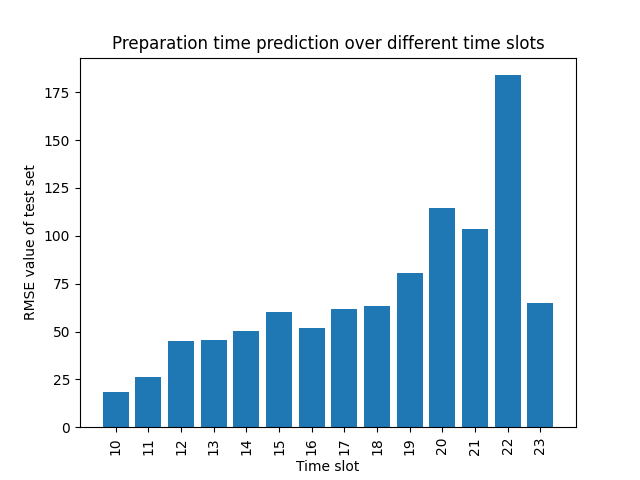 Preparation time prediction over different time slots
RMSE value of test set
175
150
125
100
75
50
25
0
10 11 12 13 14 15 16 17 18 19 20 21 22 23
Time slot